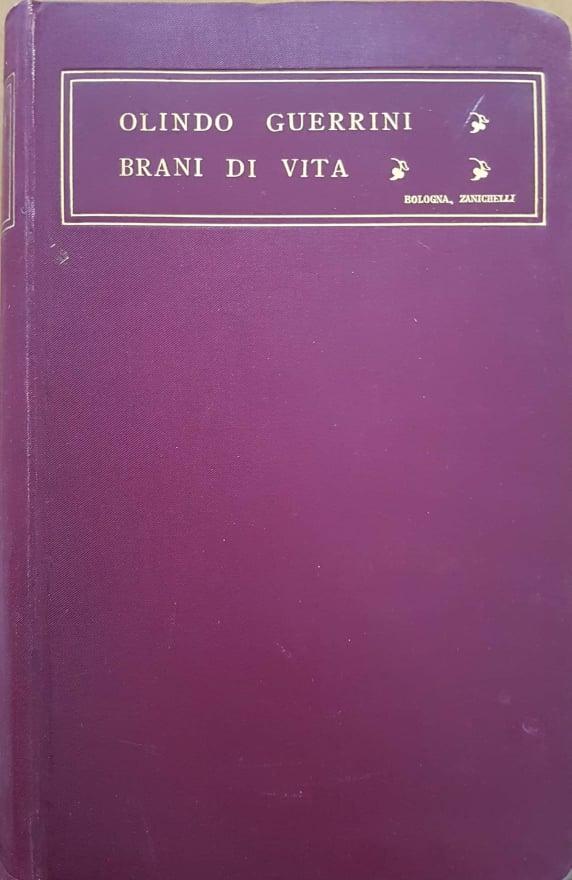 OLINDO GUERRINI
BRANI DI VITA
BOLOGNA, ZANICHELLI